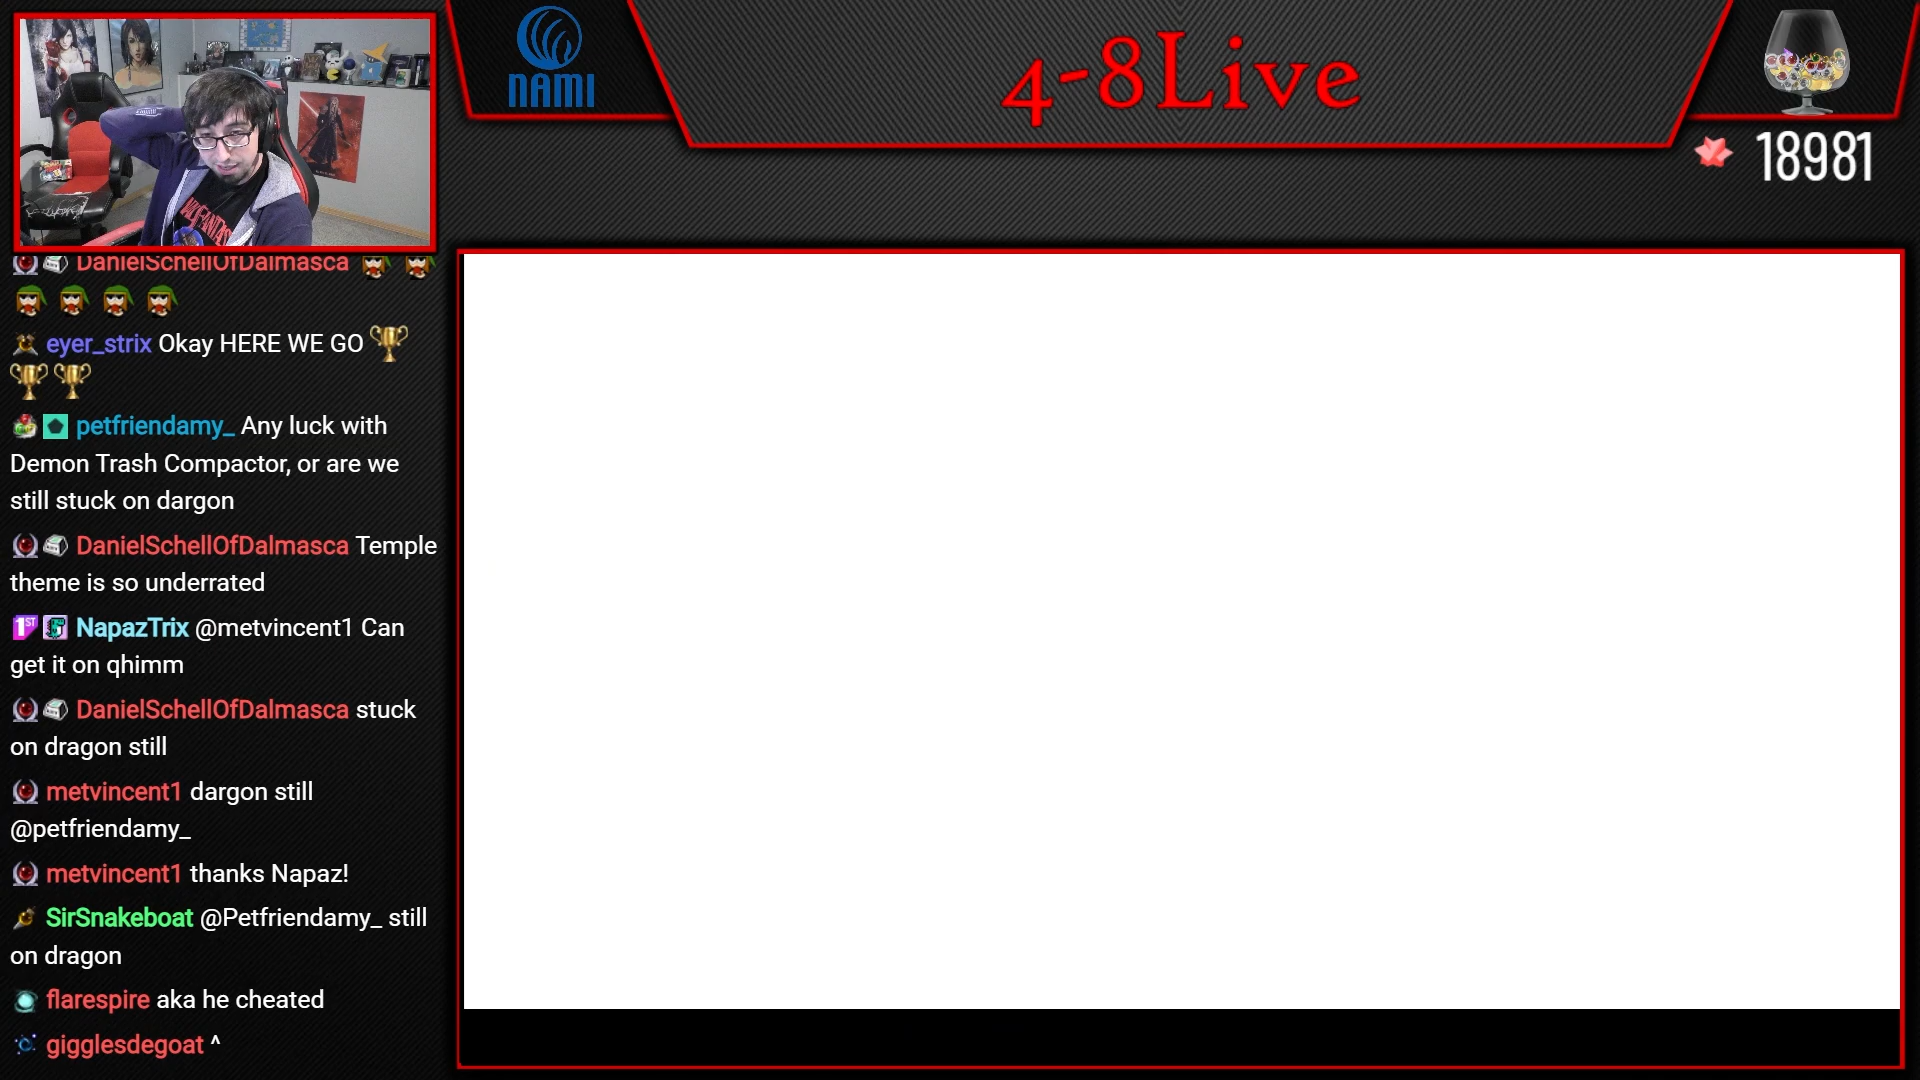 NAMI
4-8Live
18981
DanielSchellOfDalmasca
eyer_strix Okay HERE WE GO
petfriendamy_ Any luck with
Demon Trash Compactor, or are we
still stuck on dargon
DanielSchellOfDalmasca Temple
theme is so underrated
1ST NapazTrix @metvincent1 Can
get it on qhimm
DanielSchellOfDalmasca stuck
on dragon still
metvincent1 dargon still
@petfriendamy_
metvincent1 thanks Napaz!
SirSnakeboat @Petfriendamy_ still
on dragon
flarespire aka he cheated
gigglesdegoat ^